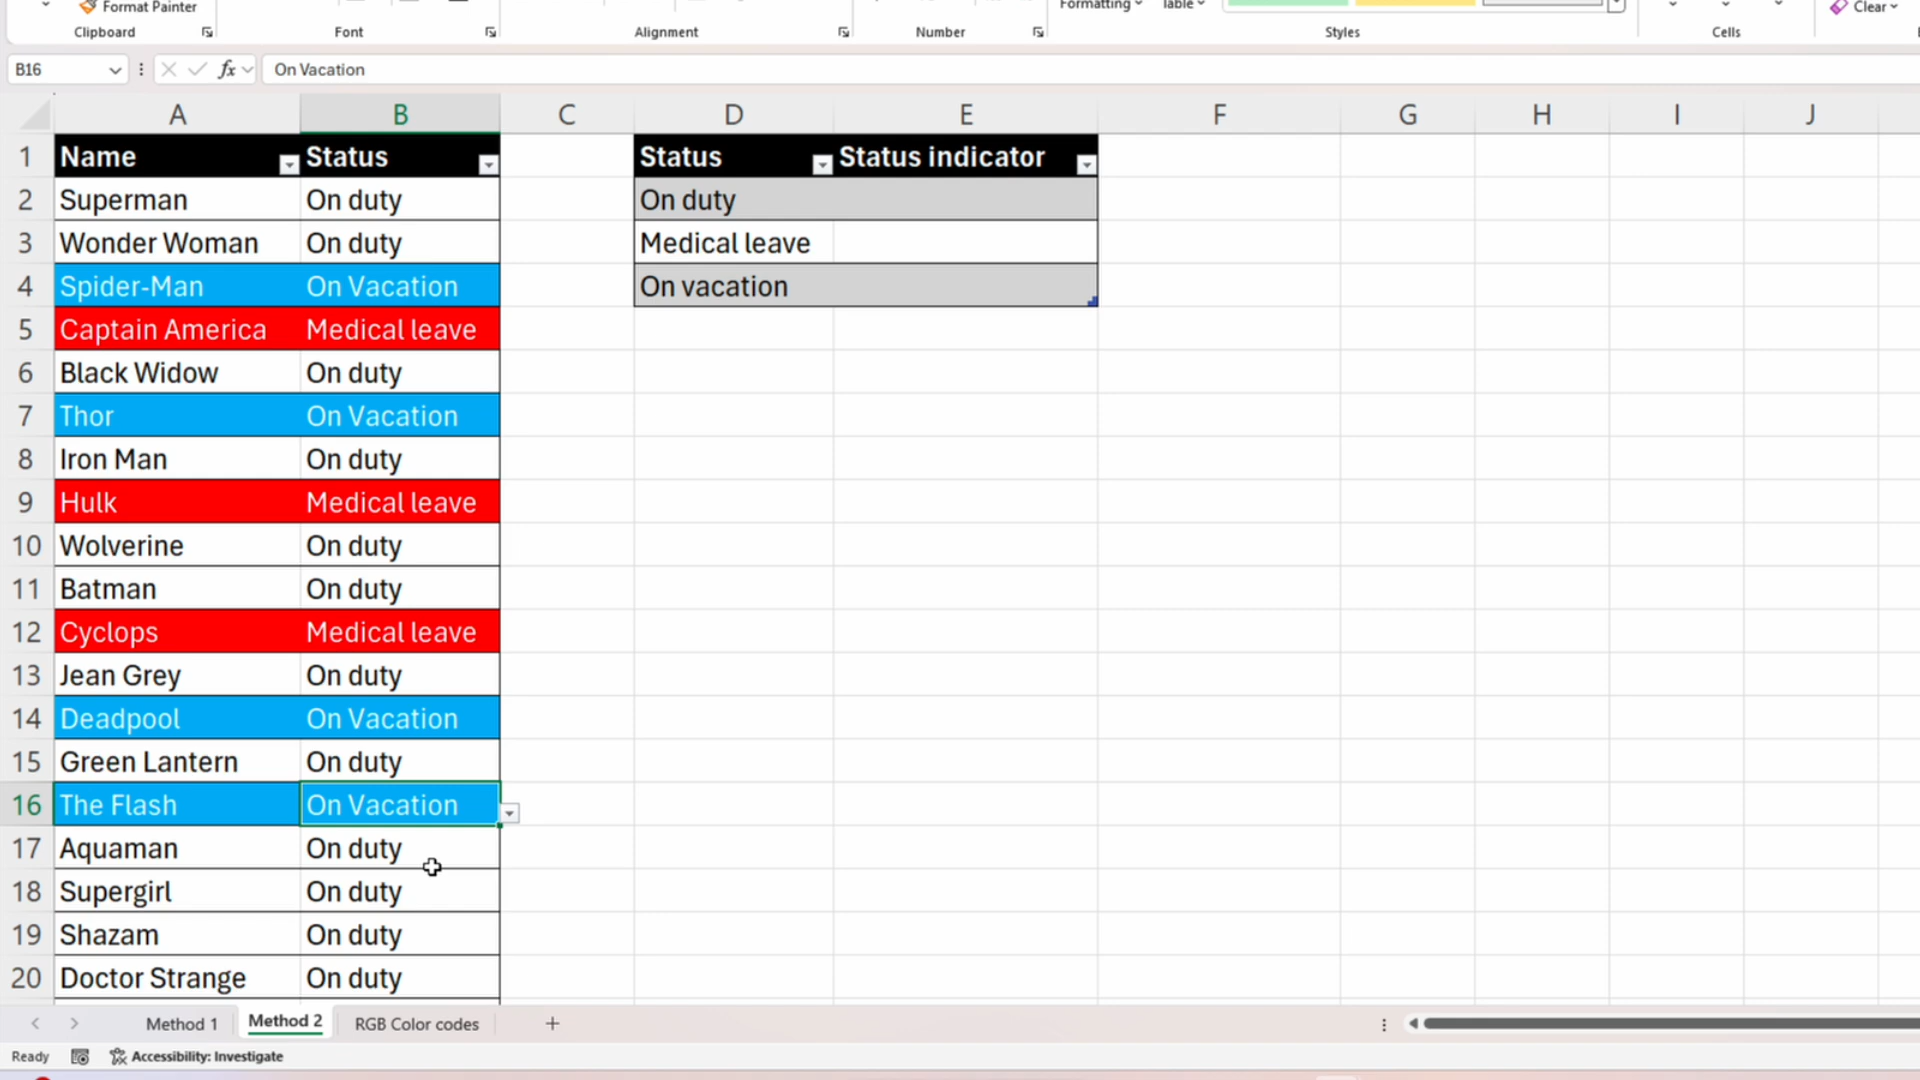 Format Painter
Formatting
Table
Clear
Clipboard
Font
Alignment
Number
Styles
Cells
B16
fx
On Vacation
A B C D E F G H I J
1 Name Status Status Status indicator
2 Superman On duty On duty
3 Wonder Woman On duty Medical leave
4 Spider-Man On Vacation On vacation
5 Captain America Medical leave
6 Black Widow On duty
7 Thor On Vacation
8 Iron Man On duty
9 Hulk Medical leave
10 Wolverine On duty
11 Batman On duty
12 Cyclops Medical leave
13 Jean Grey On duty
14 Deadpool On Vacation
15 Green Lantern On duty
16 The Flash On Vacation
17 Aquaman On duty
18 Supergirl On duty
19 Shazam On duty
20 Doctor Strange On duty
Method 1 Method 2 RGB Color codes
Ready Accessibility: Investigate